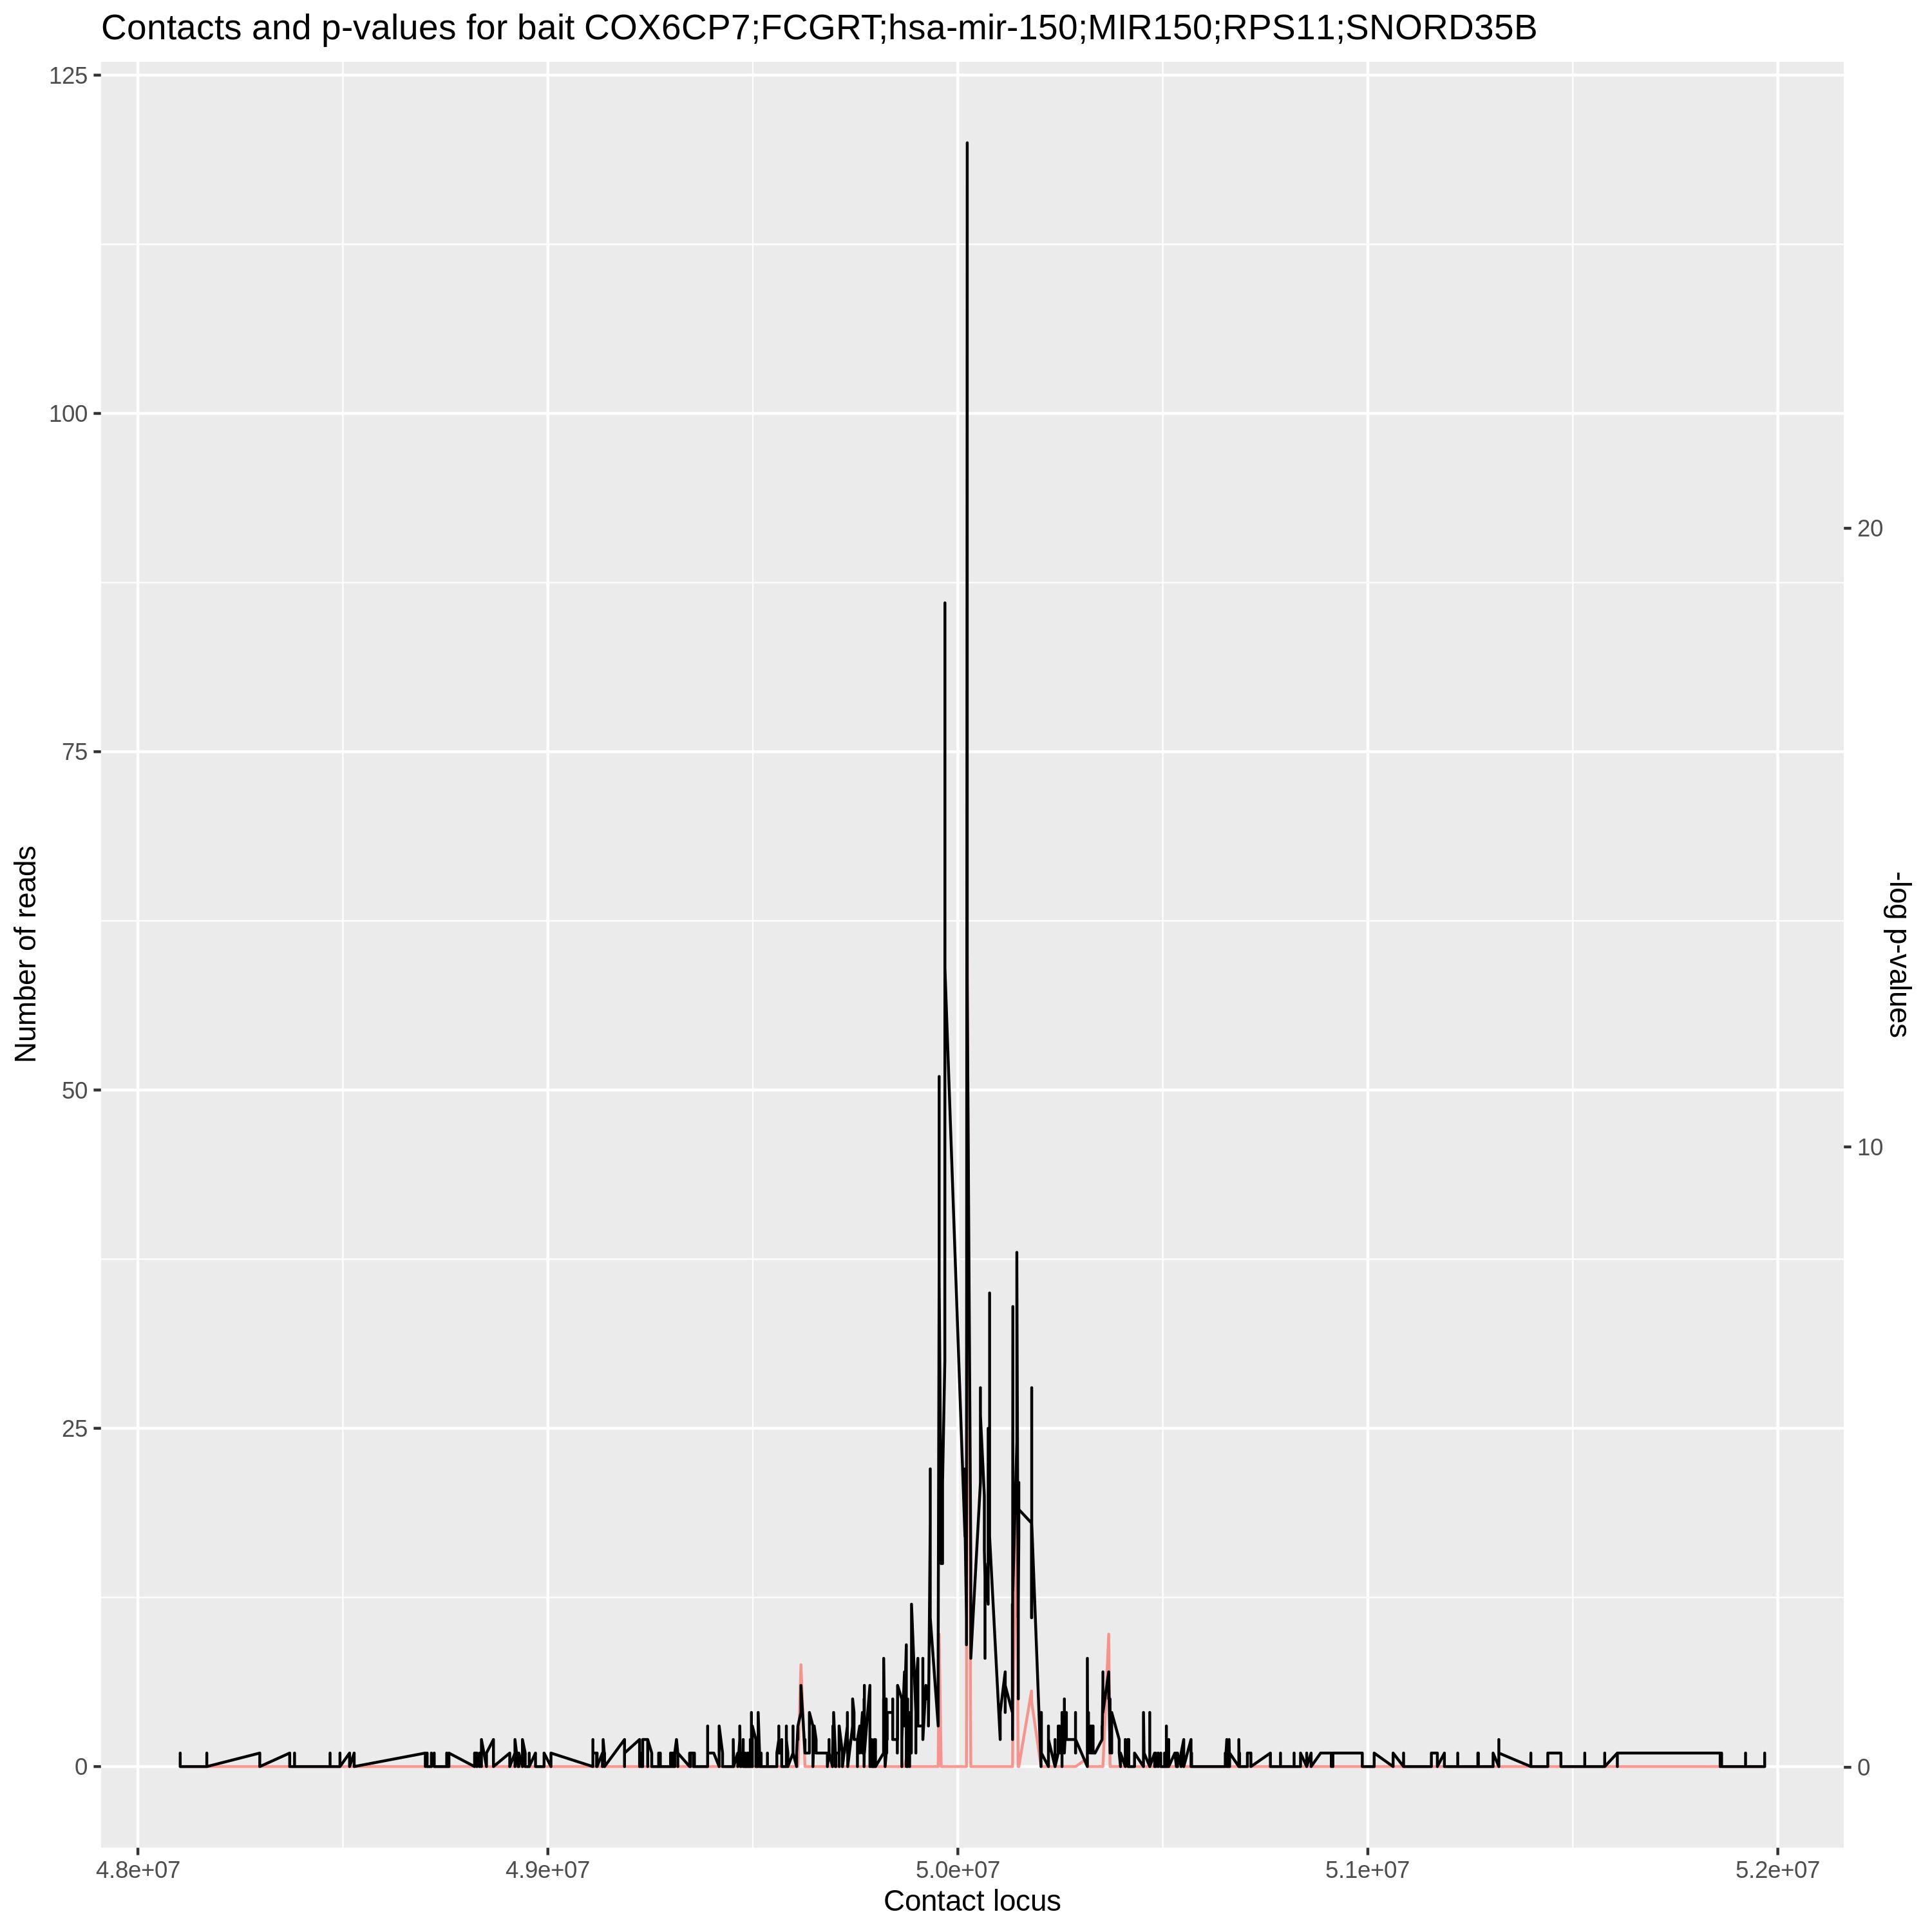 Contacts and p-values for bait COX6CP7;FCGRT;hsa-mir-150;MIR150;RPS11;SNORD35B
125
100
75
50
25
0
Number of reads
20
10
0
-log p-values
4.8e+07 4.9e+07 5.0e+07 5.1e+07 5.2e+07
Contact locus